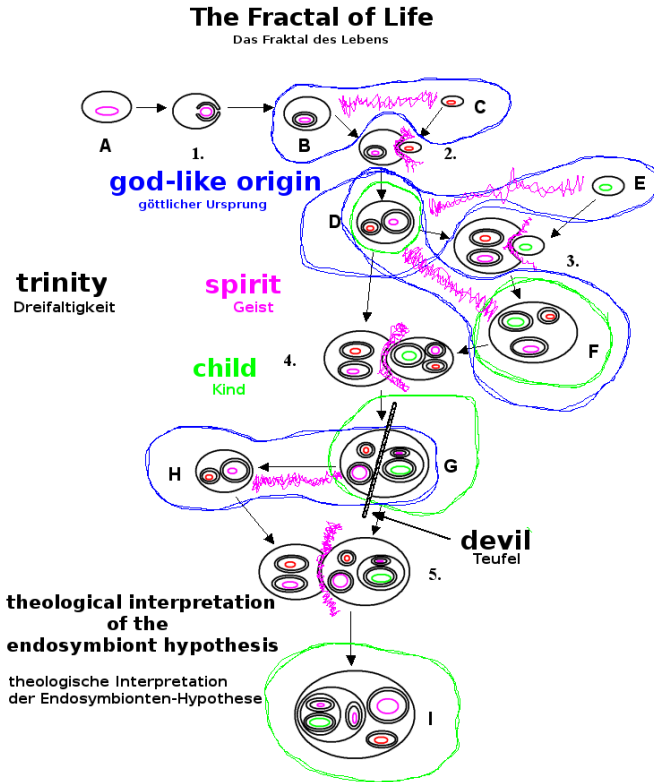 The Fractal of Life
Das Fraktal des Lebens
A
1.
B
C
2.
god-like origin
göttlicher Ursprung
E
D
3.
trinity
Dreifaltigkeit
spirit
Geist
F
4.
child
Kind
H
G
devil
Teufel
5.
theological interpretation
of the
endosymbiont hypothesis
theologische Interpretation
der Endosymbionten-Hypothese
I